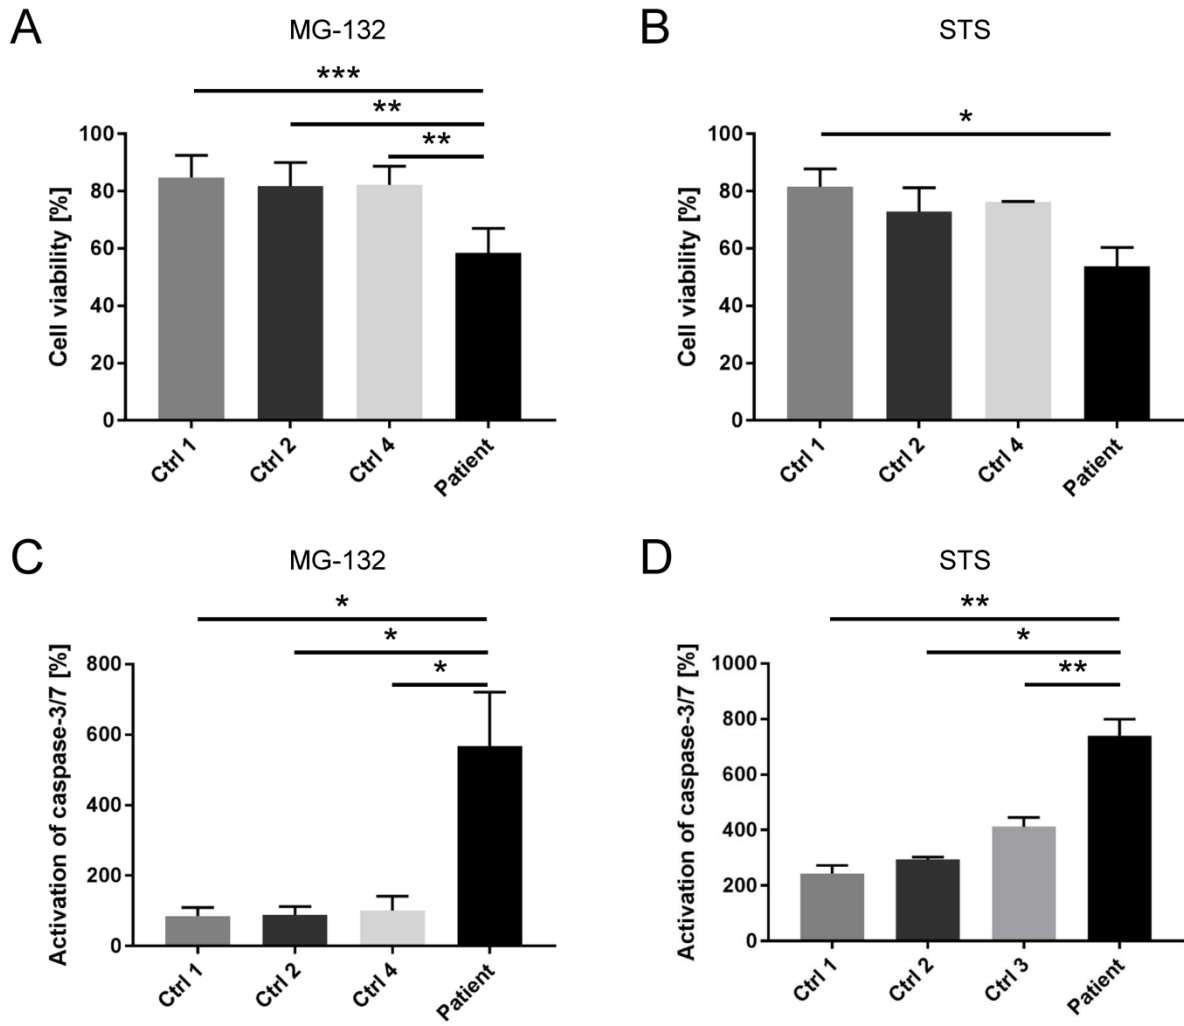 A
MG-132
***
**
**
Cell viability [%]
100
80
60
40
20
0
Ctrl 1
Ctrl 2
Ctrl 4
Patient
B
STS
*
Cell viability [%]
100
80
60
40
20
0
Ctrl 1
Ctrl 2
Ctrl 4
Patient
C
MG-132
*
*
*
Activation of caspase-3/7 [%]
800
600
400
200
0
Ctrl 1
Ctrl 2
Ctrl 4
Patient
D
STS
**
*
**
Activation of caspase-3/7 [%]
1000
800
600
400
200
0
Ctrl 1
Ctrl 2
Ctrl 3
Patient